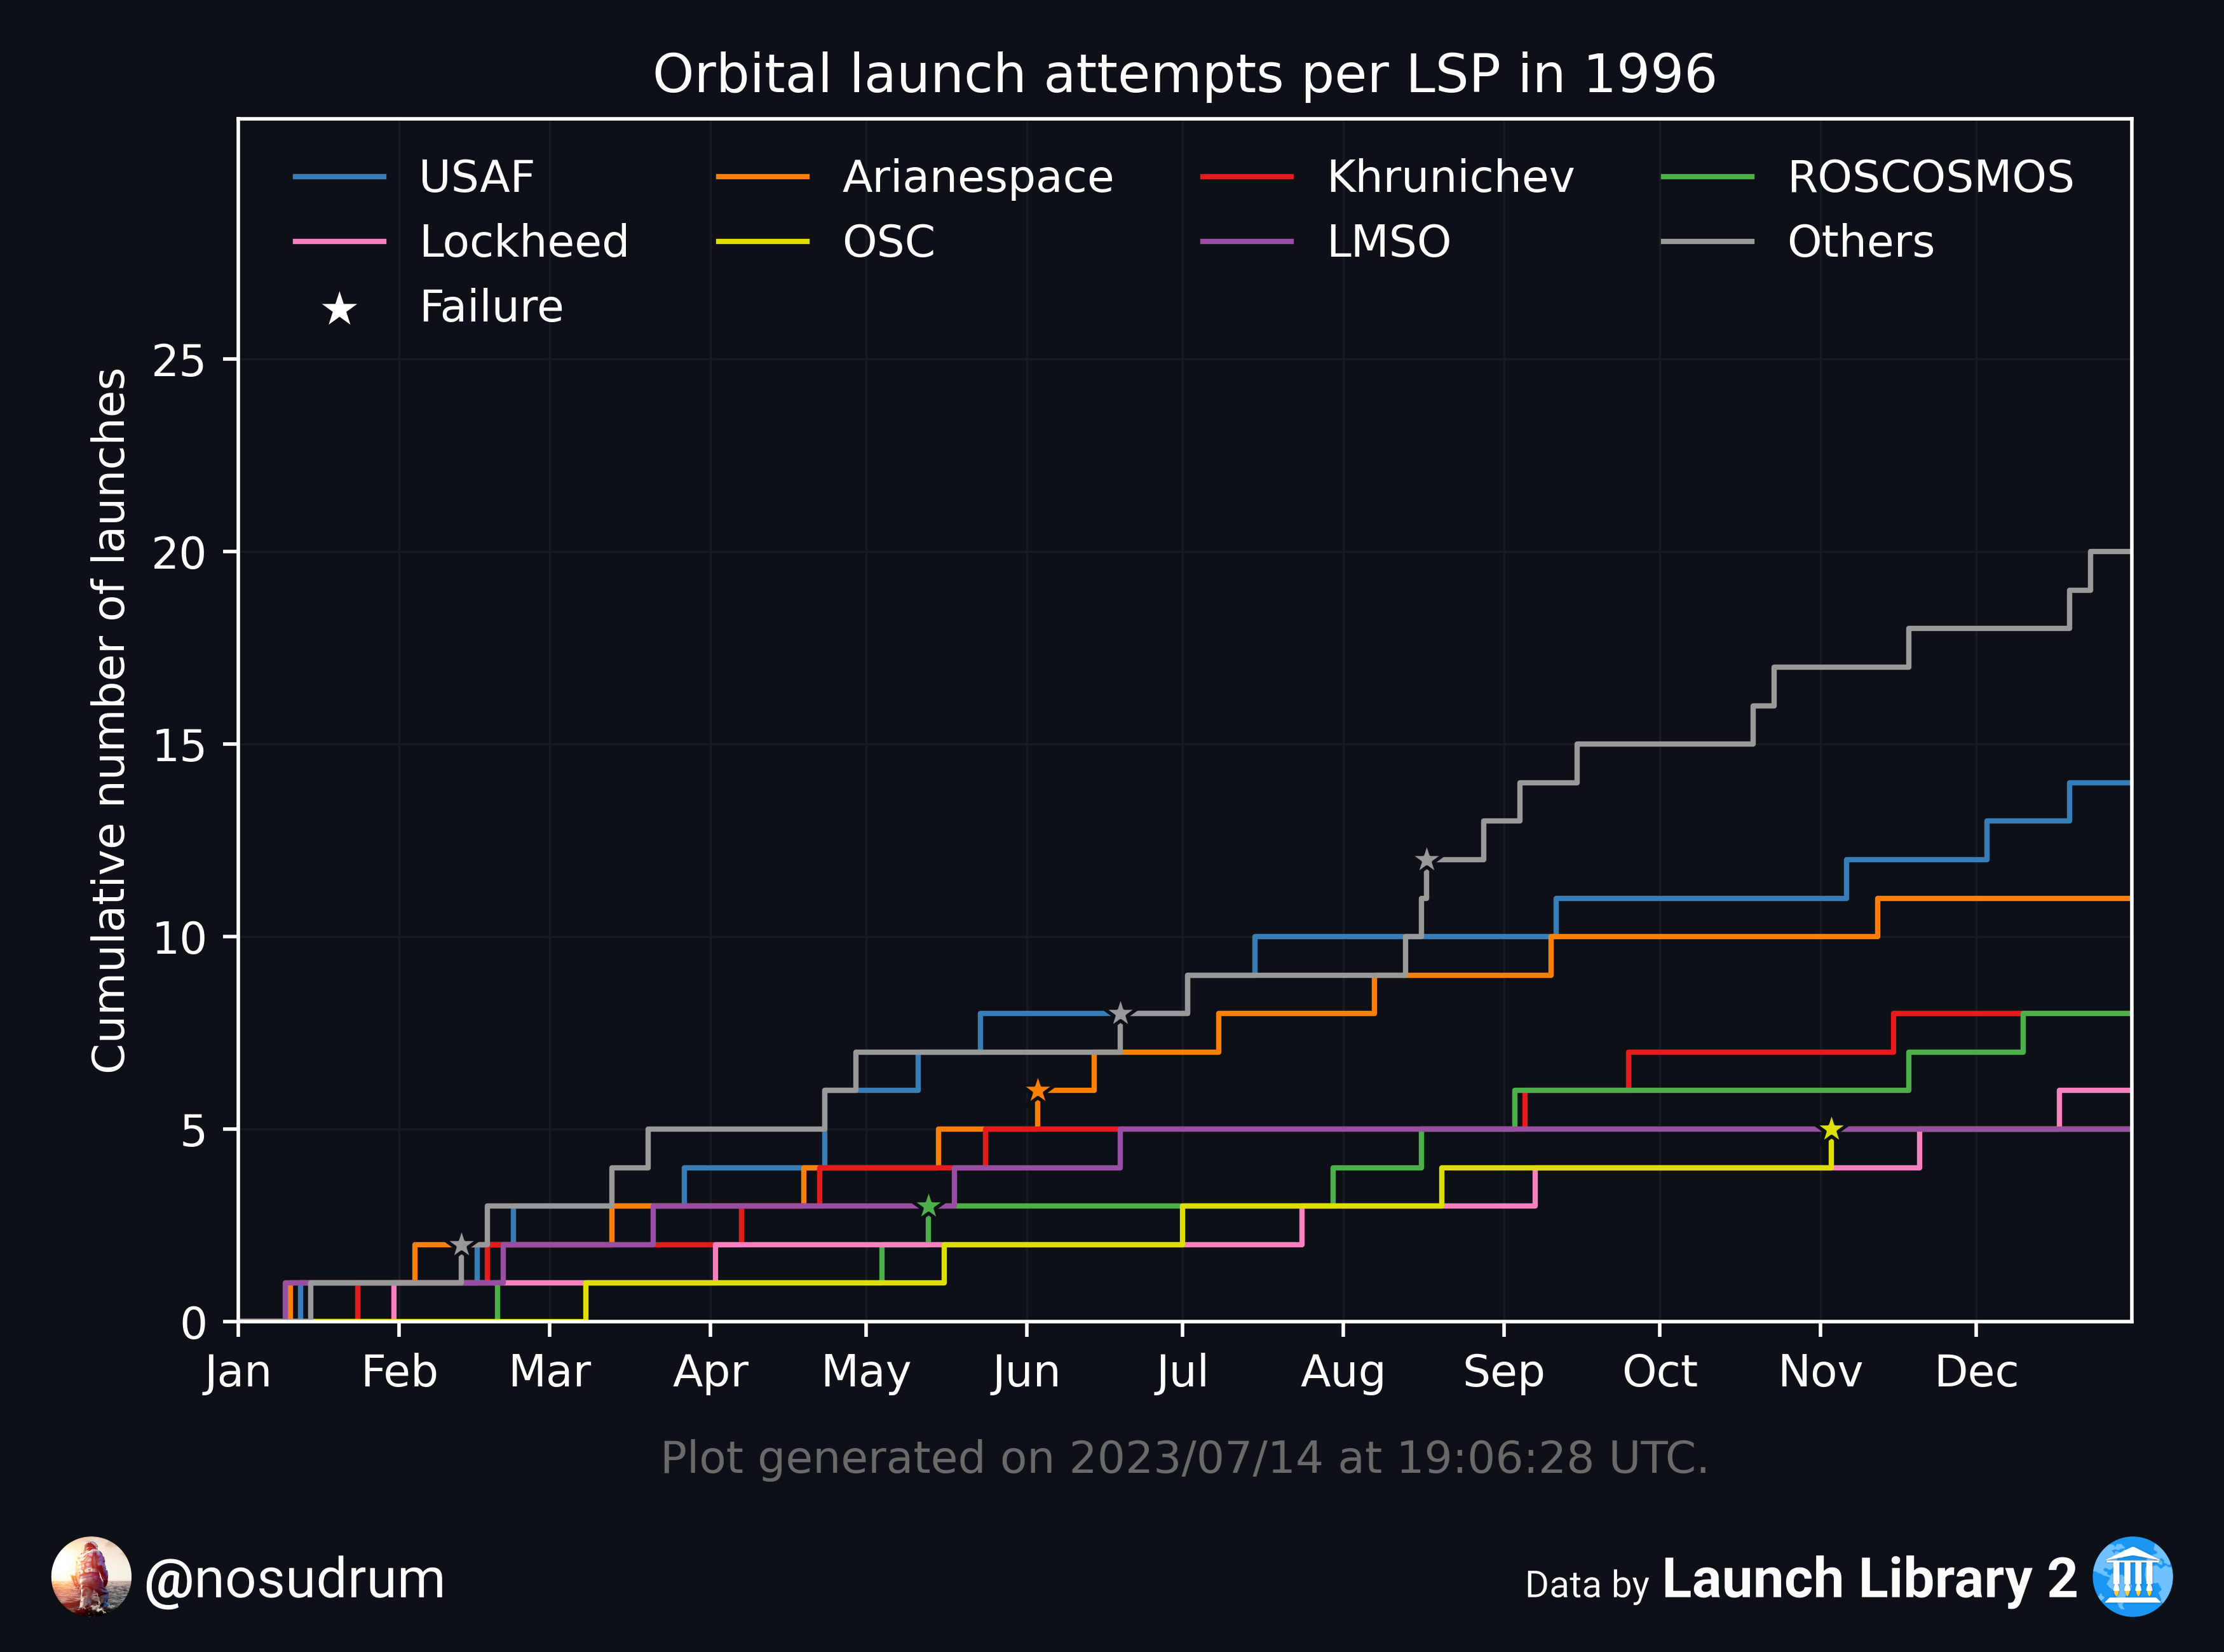 Orbital launch attempts per LSP in 1996
USAF Arianespace Khrunichev ROSCOSMOS
Lockheed OSC LMSO Others
Failure
Cumulative number of launches
25
20
15
10
5
0
Jan Feb Mar Apr May Jun Jul Aug Sep Oct Nov Dec
Plot generated on 2023/07/14 at 19:06:28 UTC.
@nosudrum
Data by Launch Library 2